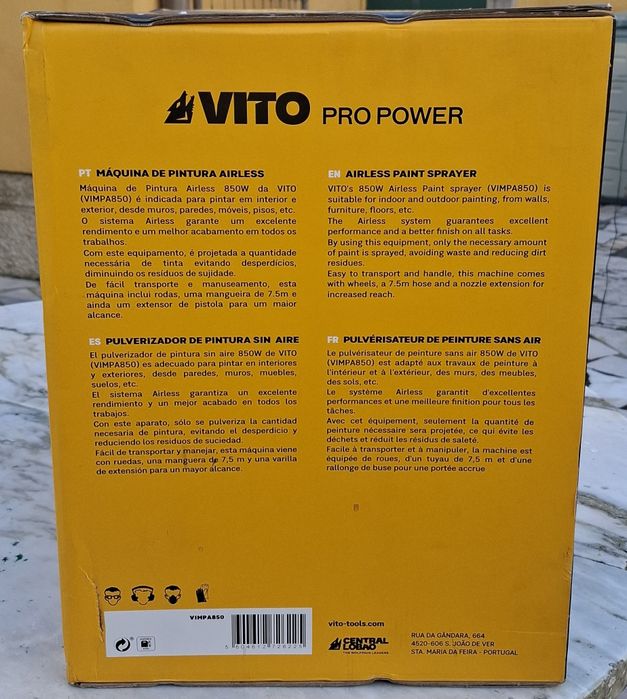 VITO PRO POWER
PT MÁQUINA DE PINTURA AIRLESS
Máquina de Pintura Airless 850W da VITO
(VIMPA850) é indicada para pintar em interior e
exterior, desde muros, paredes, móveis, pisos, etc.
O sistema Airless garante um excelente
rendimento e um melhor acabamento em todos os
trabalhos.
Com este equipamento, é projetada a quantidade
necessária de tinta evitando desperdícios,
diminuindo os resíduos de sujidade.
De fácil transporte e manuseamento, esta
máquina inclui rodas, uma mangueira de 7.5m e
ainda um extensor de pistola para um maior
alcance.
EN AIRLESS PAINT SPRAYER
VITO's 850W Airless Paint sprayer (VIMPA850) is
suitable for indoor and outdoor painting, from walls,
furniture, floors, etc.
The Airless system guarantees excellent
performance and a better finish on all tasks.
By using this equipment, only the necessary amount
of paint is sprayed, avoiding waste and reducing dirt
residues.
Easy to transport and handle, this machine comes
with wheels, a 7.5m hose and a nozzle extension for
increased reach.
ES PULVERIZADOR DE PINTURA SIN AIRE
El pulverizador de pintura sin aire 850W de VITO
(VIMPA850) es adecuado para pintar en interiores
y exteriores, desde paredes, muros, muebles,
suelos, etc.
El sistema Airless garantiza un excelente
rendimiento y un mejor acabado en todos los
trabajos.
Con este aparato, sólo se pulveriza la cantidad
necesaria de pintura, evitando el desperdicio y
reduciendo los residuos de suciedad.
Fácil de transportar y manejar, esta máquina viene
con ruedas, una manguera de 7,5 m y una varilla
de extensión para un mayor alcance.
FR PULVÉRISATEUR DE PEINTURE SANS AIR
Le pulvérisateur de peinture sans air 850W de VITO
(VIMPA850) est adapté aux travaux de peinture à
l'intérieur et à l'extérieur, des murs, des meubles,
des sols, etc.
Le système Airless garantit d'excellentes
performances et une meilleure finition pour tous les
tâches.
Avec cet équipement, seulement la quantité de
peinture nécessaire sera projetée, ce qui évite les
déchets et réduit les résidus de saleté.
Facile à transporter et à manipuler, la machine est
équipée de roues, d'un tuyau de 7,5 m et d'une
rallonge de buse pour une portée accrue
VIMPA850
5 604612 728225
vito-tools.com
CENTRAL
LOBÃO
THE WOLFPACK LEADERS
RUA DA GÂNDARA, 664
4520-606 S. JOÃO DE VER
STA. MARIA DA FEIRA - PORTUGAL